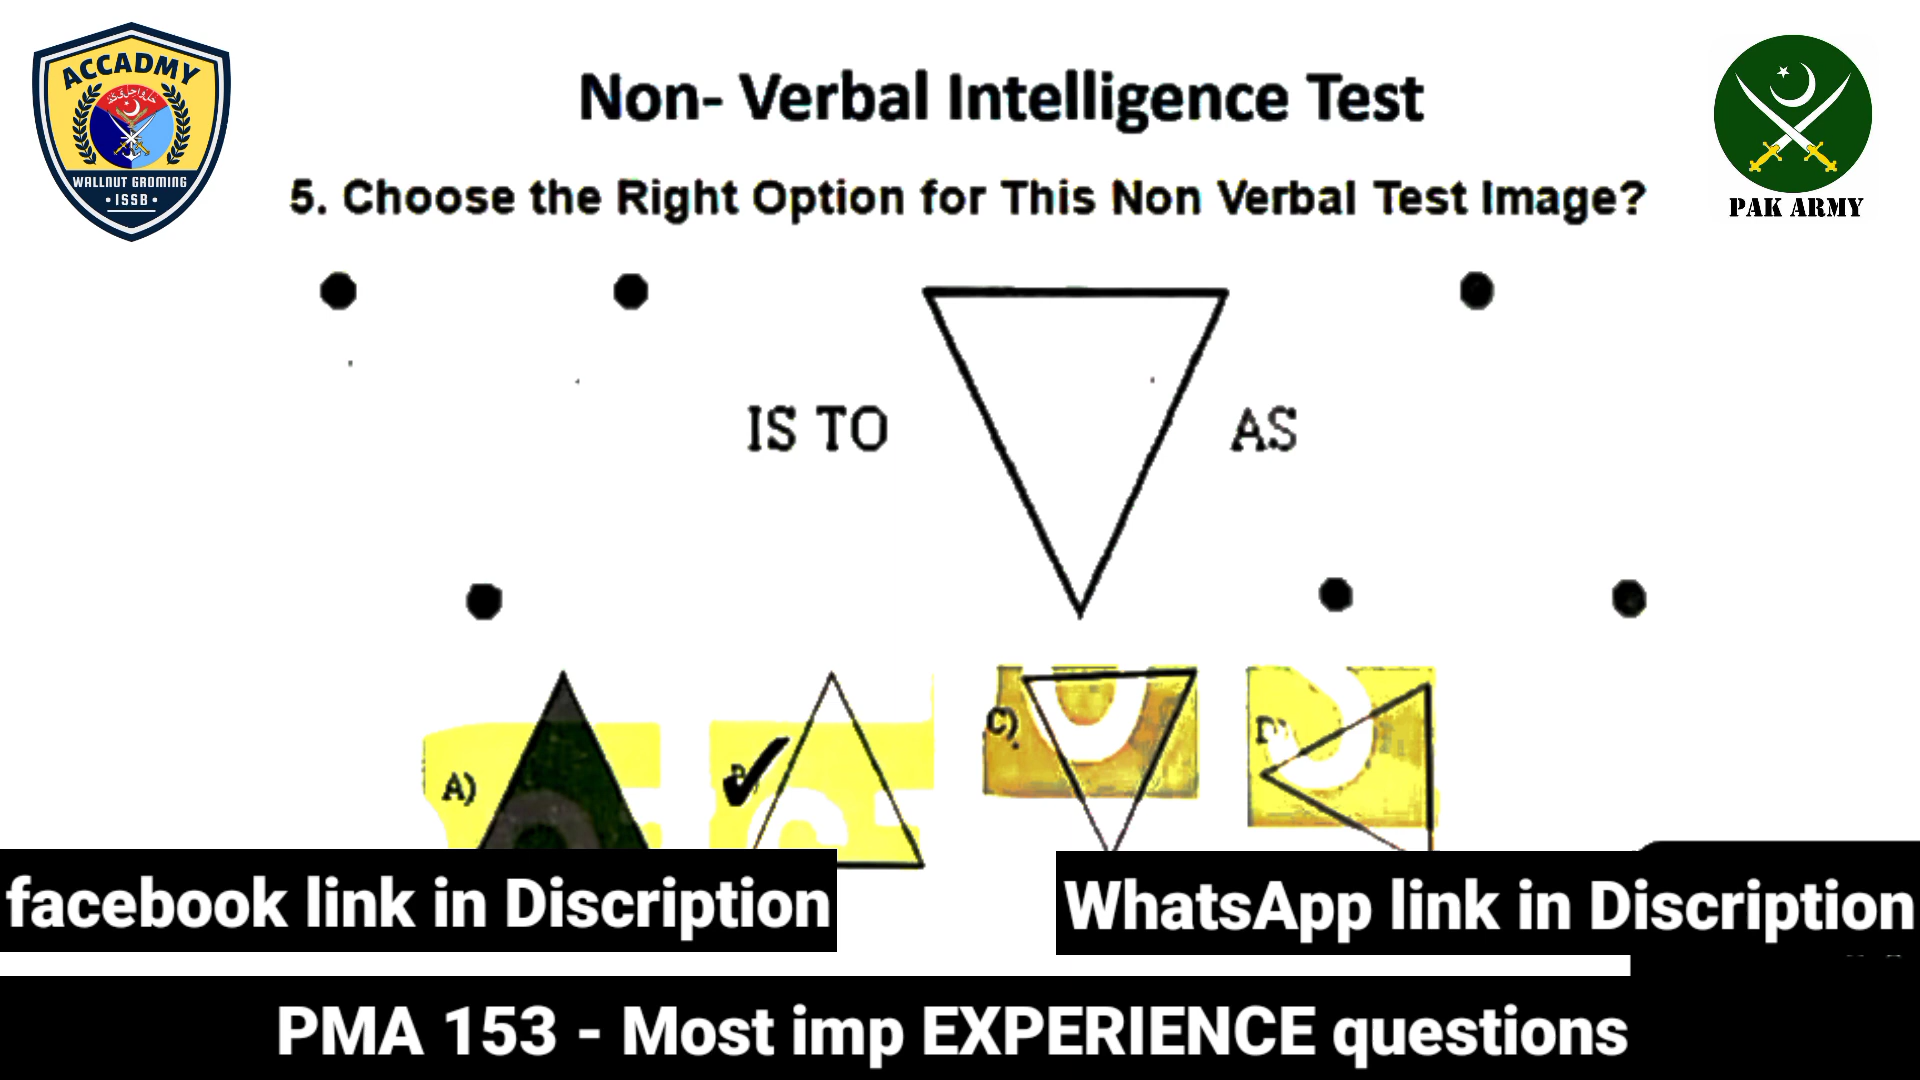 ACCADMY
WALLNUT GROMING
• ISSB •
Non- Verbal Intelligence Test
PAK ARMY
5. Choose the Right Option for This Non Verbal Test Image?
IS TO
AS
A)
C)
facebook link in Discription
WhatsApp link in Discription
PMA 153 - Most imp EXPERIENCE questions